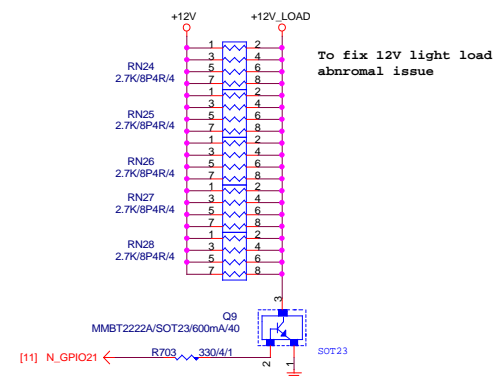 +12V +12V_LOAD
To fix 12V light load
abnromal issue
1 2
3 4
RN24
5 6
2.7K/8P4R/4
7 8
1 2
3 4
RN25
5 6
2.7K/8P4R/4
7 8
1 2
3 4
RN26
5 6
2.7K/8P4R/4
7 8
1 2
3 4
RN27
5 6
2.7K/8P4R/4
7 8
1 2
3 4
RN28
5 6
2.7K/8P4R/4
7 8
3
Q9
MMBT2222A/SOT23/600mA/40
SOT23
[11] N_GPIO21 R703 330/4/1
2 1